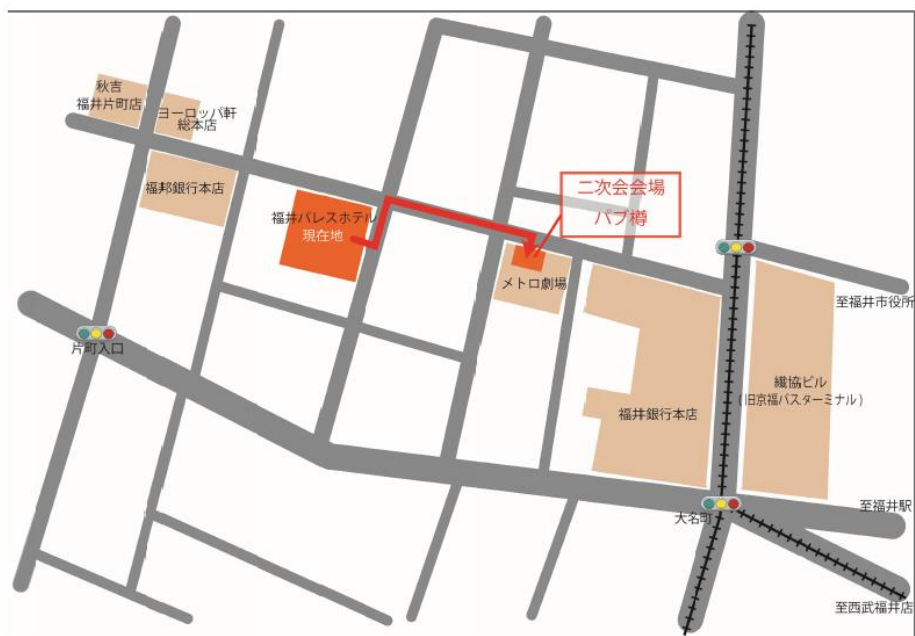 秋吉
福井片町店
ヨーロッパ軒
総本店
福邦銀行本店
福井パレスホテル
現在地
二次会会場
パブ樽
メトロ劇場
至福井市役所
片町入口
福井銀行本店
繊協ビル
(旧京福バスターミナル)
大名町
至福井駅
至西武福井店